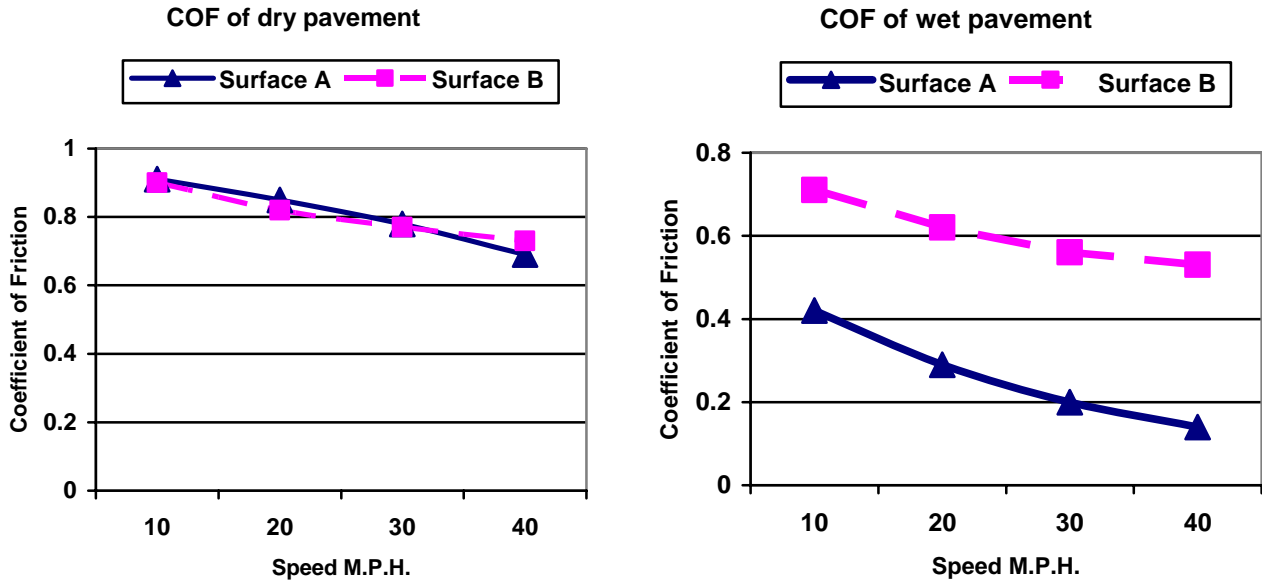 COF of dry pavement
Surface A Surface B
1
0.8
0.6
0.4
0.2
0
Coefficient of Friction
10 20 30 40
Speed M.P.H.
COF of wet pavement
Surface A Surface B
0.8
0.6
0.4
0.2
0
Coefficient of Friction
10 20 30 40
Speed M.P.H.